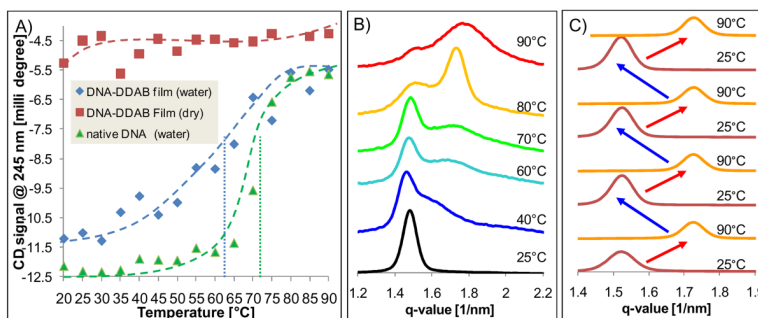 A)
-4.5
-5.5
-6.5
-7.5
-8.5
-9.5
-10.5
-11.5
-12.5
CD signal @ 245 nm [milli degree]
DNA-DDAB film (water)
DNA-DDAB Film (dry)
native DNA (water)
20 25 30 35 40 45 50 55 60 65 70 75 80 85 90
Temperature [°C]
B)
90°C
80°C
70°C
60°C
40°C
25°C
1.2 1.4 1.6 1.8 2 2.2
q-value [1/nm]
C)
90°C
25°C
90°C
25°C
90°C
25°C
90°C
25°C
1.4 1.5 1.6 1.7 1.8
q-value [1/nm]